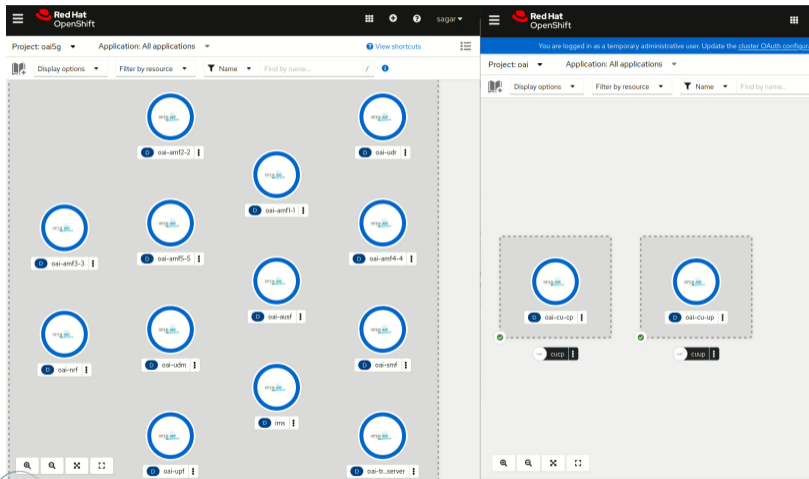 Red Hat
OpenShift
sagar
Project: oai5g
Application: All applications
View shortcuts
Display options
Filter by resource
Name
Find by name...
/
D oai-amf2-2
D oai-udr
D oai-amf1-1
D oai-amf3-3
D oai-amf5-5
D oai-amf4-4
D oai-ausf
D oai-nrf
D oai-udm
D oai-smf
D ims
D oai-upf
D oai-tr...server
Red Hat
OpenShift
You are logged in as a temporary administrative user. Update the cluster OAuth configura
Project: oai
Application: All applications
Display options
Filter by resource
Name
Find by name...
D oai-cu-cp
D oai-cu-up
cucp
cuup